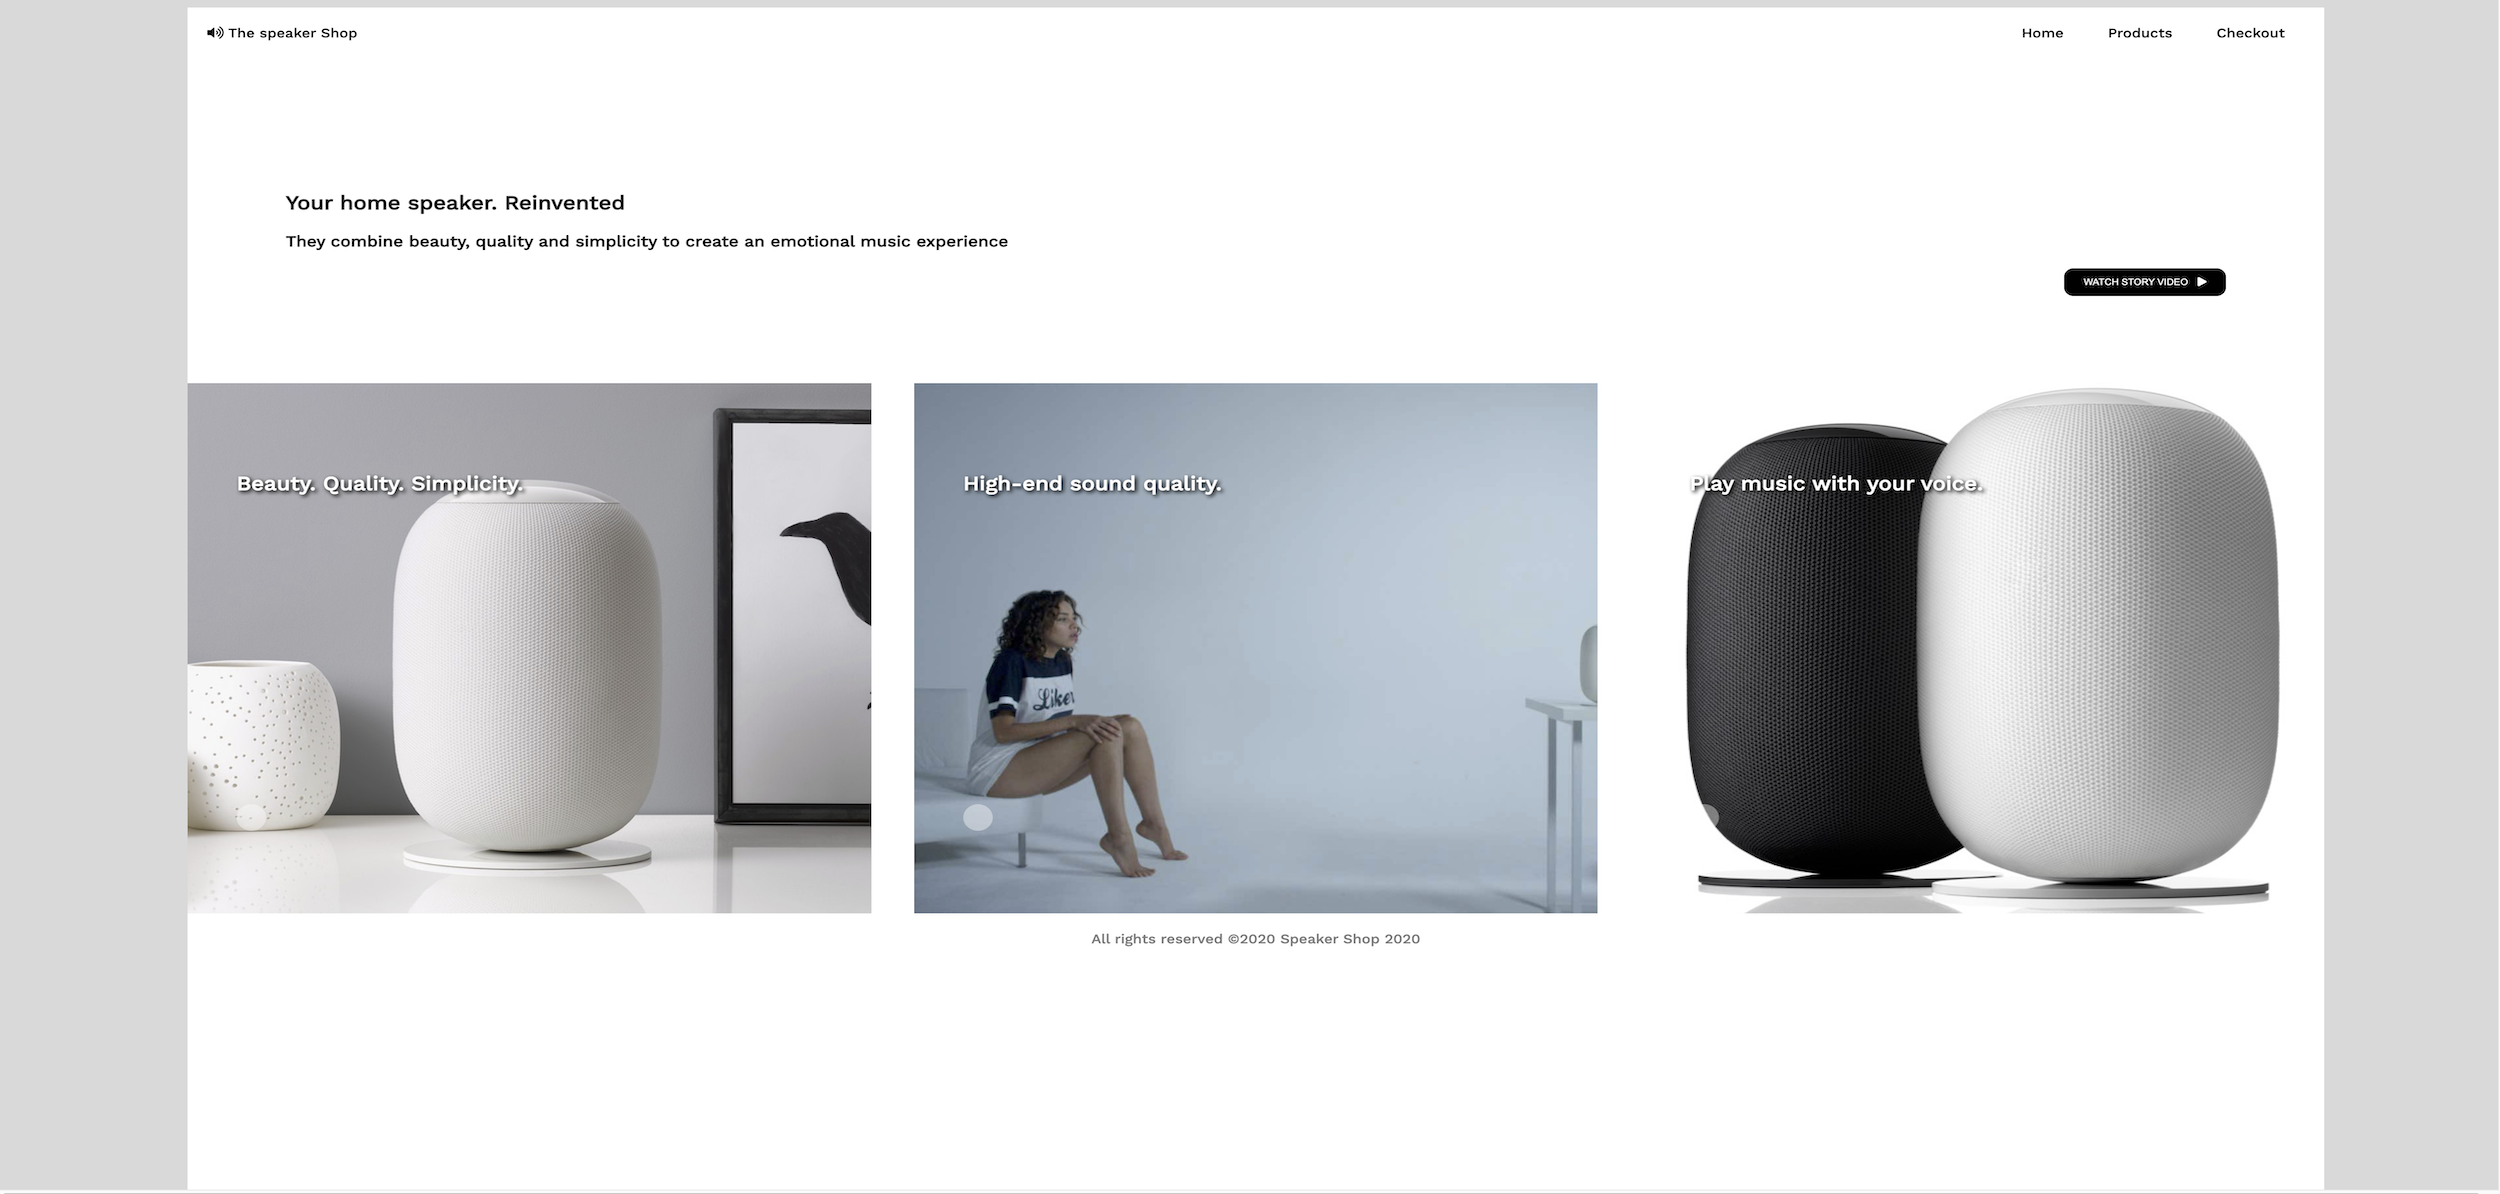 The speaker Shop
Home Products Checkout
Your home speaker. Reinvented
They combine beauty, quality and simplicity to create an emotional music experience
WATCH STORY VIDEO
Beauty. Quality. Simplicity.
High-end sound quality.
Play music with your voice.
Liker
All rights reserved ©2020 Speaker Shop 2020